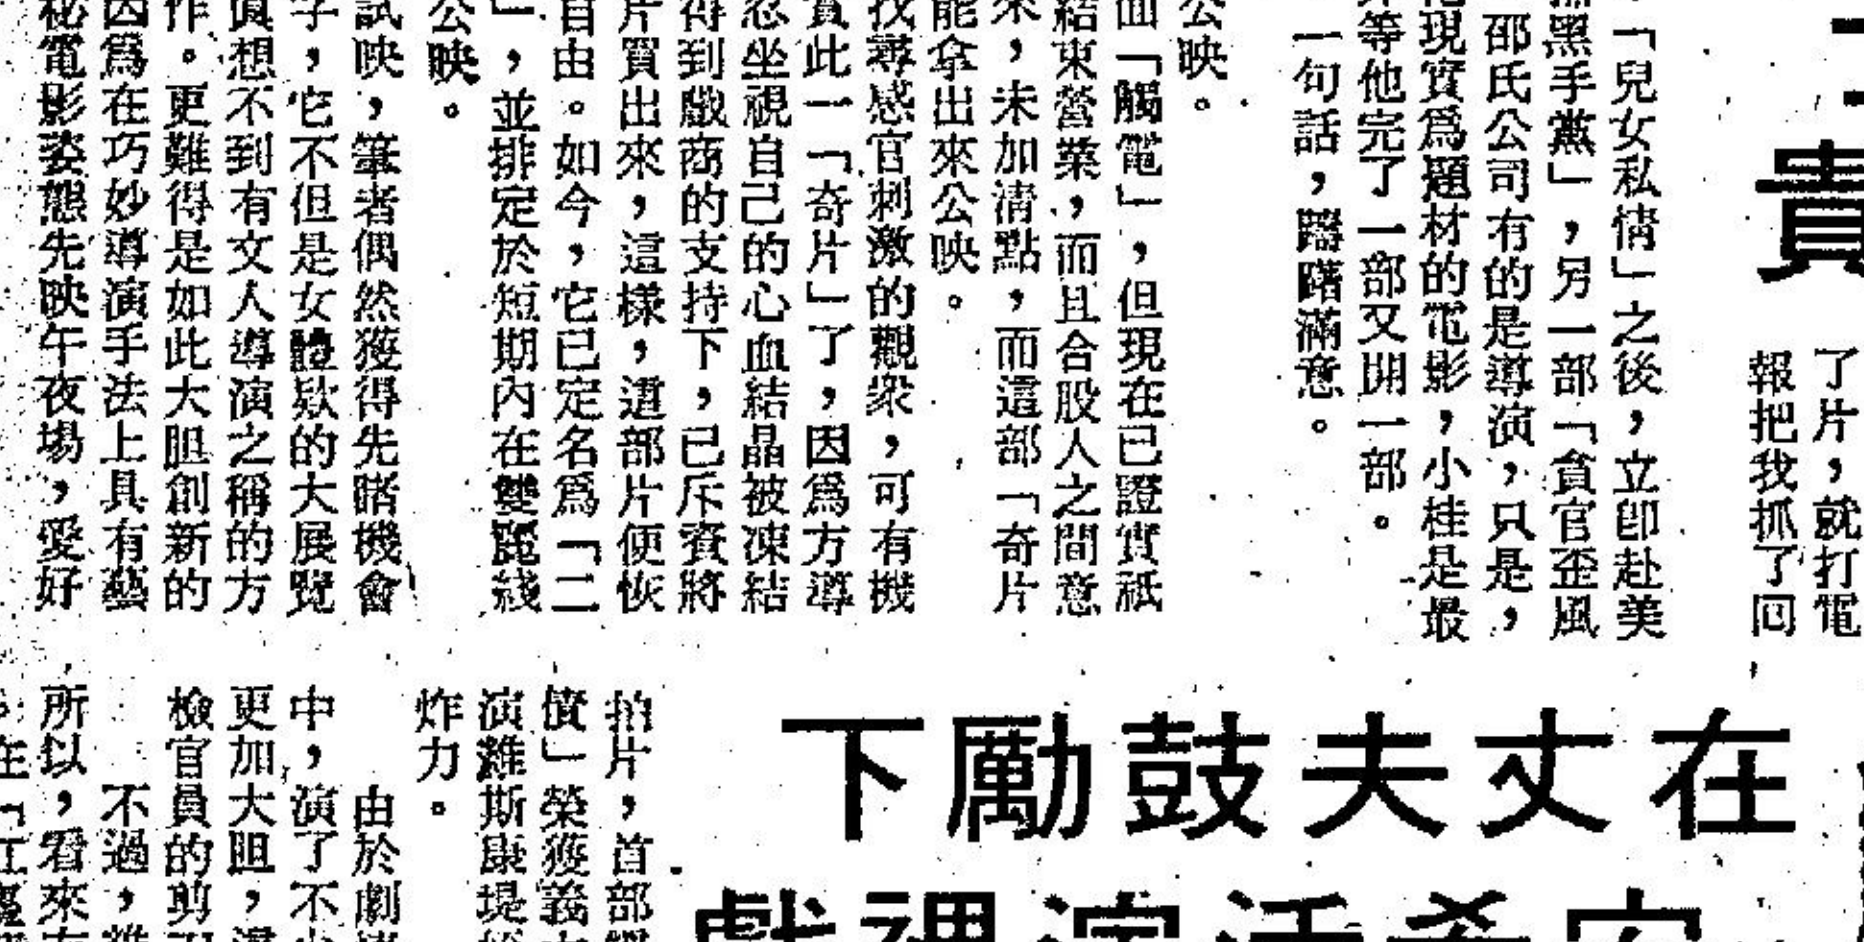 責
了片，就打電
報把我抓了回
「兒女私情」之後，立即赴美
黑手黨」，另一部「貪官歪風
邵氏公司有的是導演，只是，
現實爲題材的電影，小桂是最
等他完了一部又開一部。
一句話，躊躇滿意。
公映。
面「觸電」，但現在已證實祇
結束營業，而且合股人之間意
來，未加清點，而這部「奇片
能拿出來公映。
找尋感官刺激的觀衆，可有機
此一「奇片」了，因爲方導
忍坐視自己的心血結晶被凍結
得到戲商的支持下，已斥資將
片買出來，這樣，這部片便恢
自由。如今，它已定名爲「二
」，並排定於短期內在雙麗綫
公映。
試映，筆者偶然獲得先睹機會
字，它不但是女體欵的大展覽
眞想不到有文人導演之稱的方
作。更難得是如此大胆創新的
因爲在巧妙導演手法上具有藝
秘電影姿態先映午夜場，愛好
在丈夫鼓勵下
希活演裡戲
拍片，首部
債」榮獲義
演維斯康堤
炸力。
由於劇
中，演了不
更加大胆，
檢官員的剪
不過，
所以，看來
在「